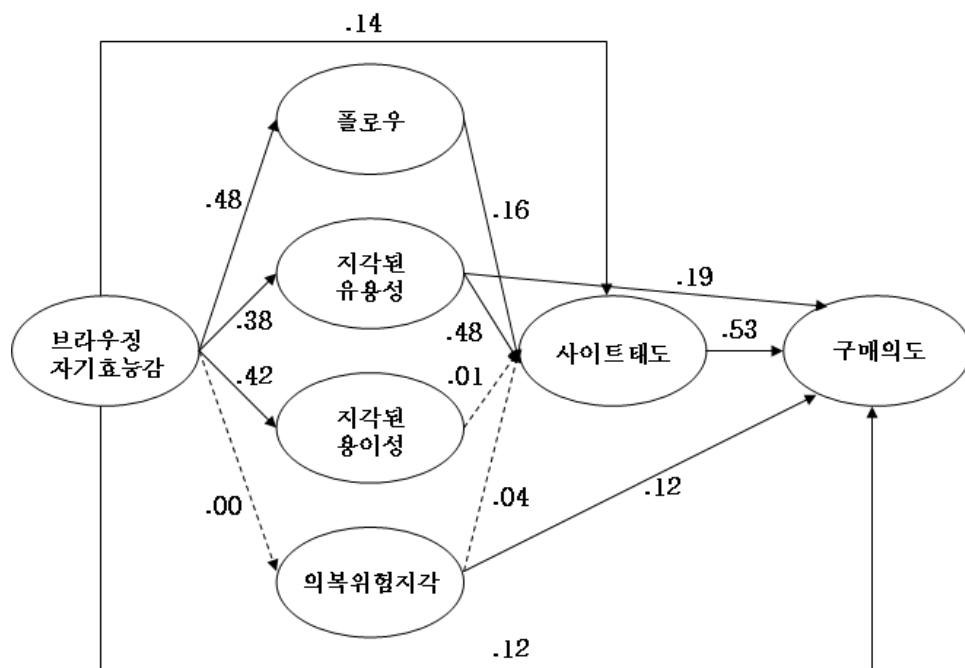 .14
플로우
.48
.16
지각된
유용성
.19
.38
.48
브라우징
자기효능감
사이트태도
.53
구매의도
.42
.01
지각된
용이성
.00
.04
.12
의복위험지각
.12